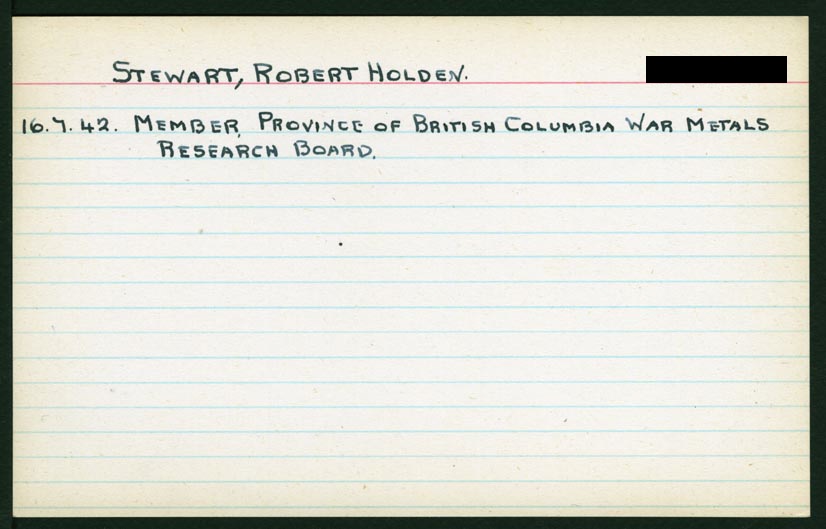 STEWART, ROBERT HOLDEN.
16.7.42. MEMBER, PROVINCE OF BRITISH COLUMBIA WAR METALS
RESEARCH BOARD.